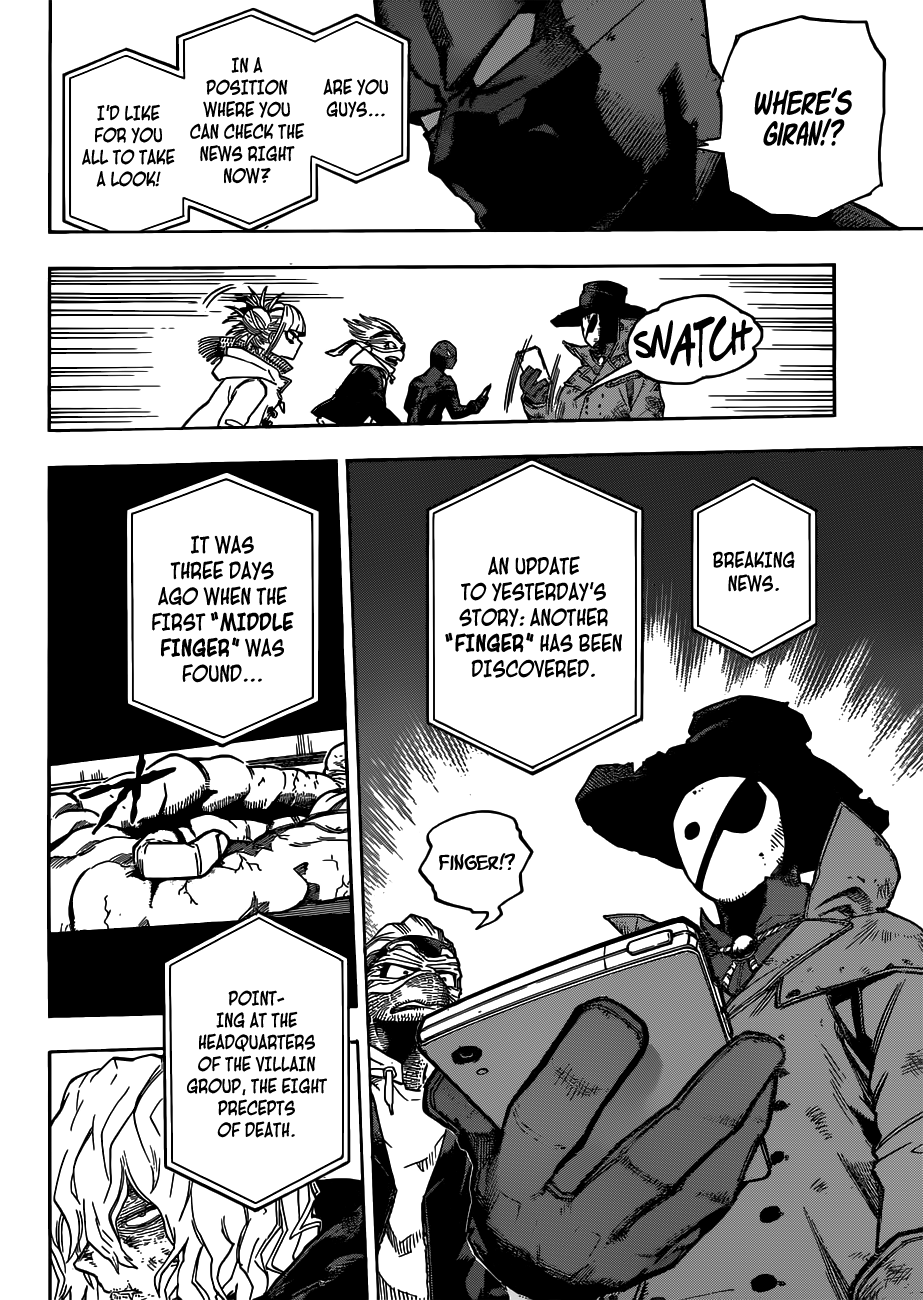 WHERE'S
GIRAN!?
ARE YOU
GUYS...
IN A
POSITION
WHERE YOU
CAN CHECK THE
NEWS RIGHT
NOW?
I'D LIKE
FOR YOU
ALL TO TAKE
A LOOK!
SNATCH
BREAKING
NEWS.
AN UPDATE
TO YESTERDAY'S
STORY: ANOTHER
"FINGER" HAS BEEN
DISCOVERED.
FINGER!?
IT WAS
THREE DAYS
AGO WHEN THE
FIRST "MIDDLE
FINGER" WAS
FOUND...
POINT-
ING AT THE
HEADQUARTERS
OF THE VILLAIN
GROUP, THE EIGHT
PRECEPTS
OF DEATH.